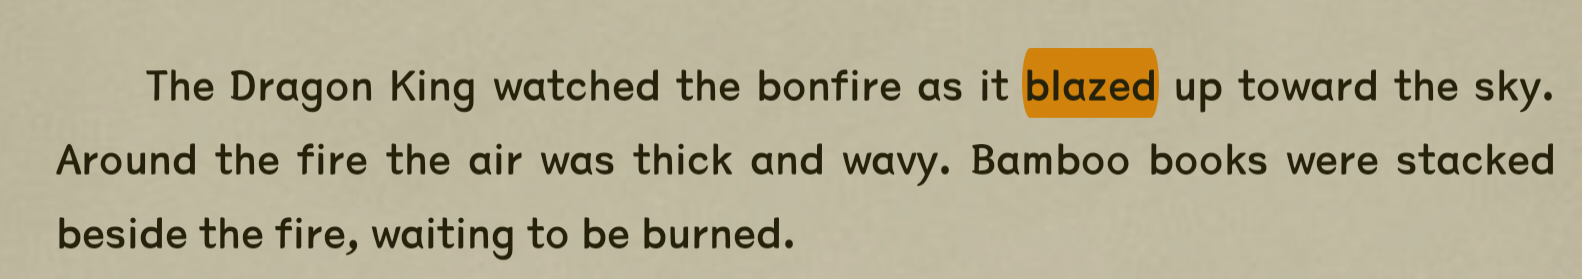 The Dragon King watched the bonfire as it blazed up toward the sky.
Around the fire the air was thick and wavy. Bamboo books were stacked
beside the fire, waiting to be burned.